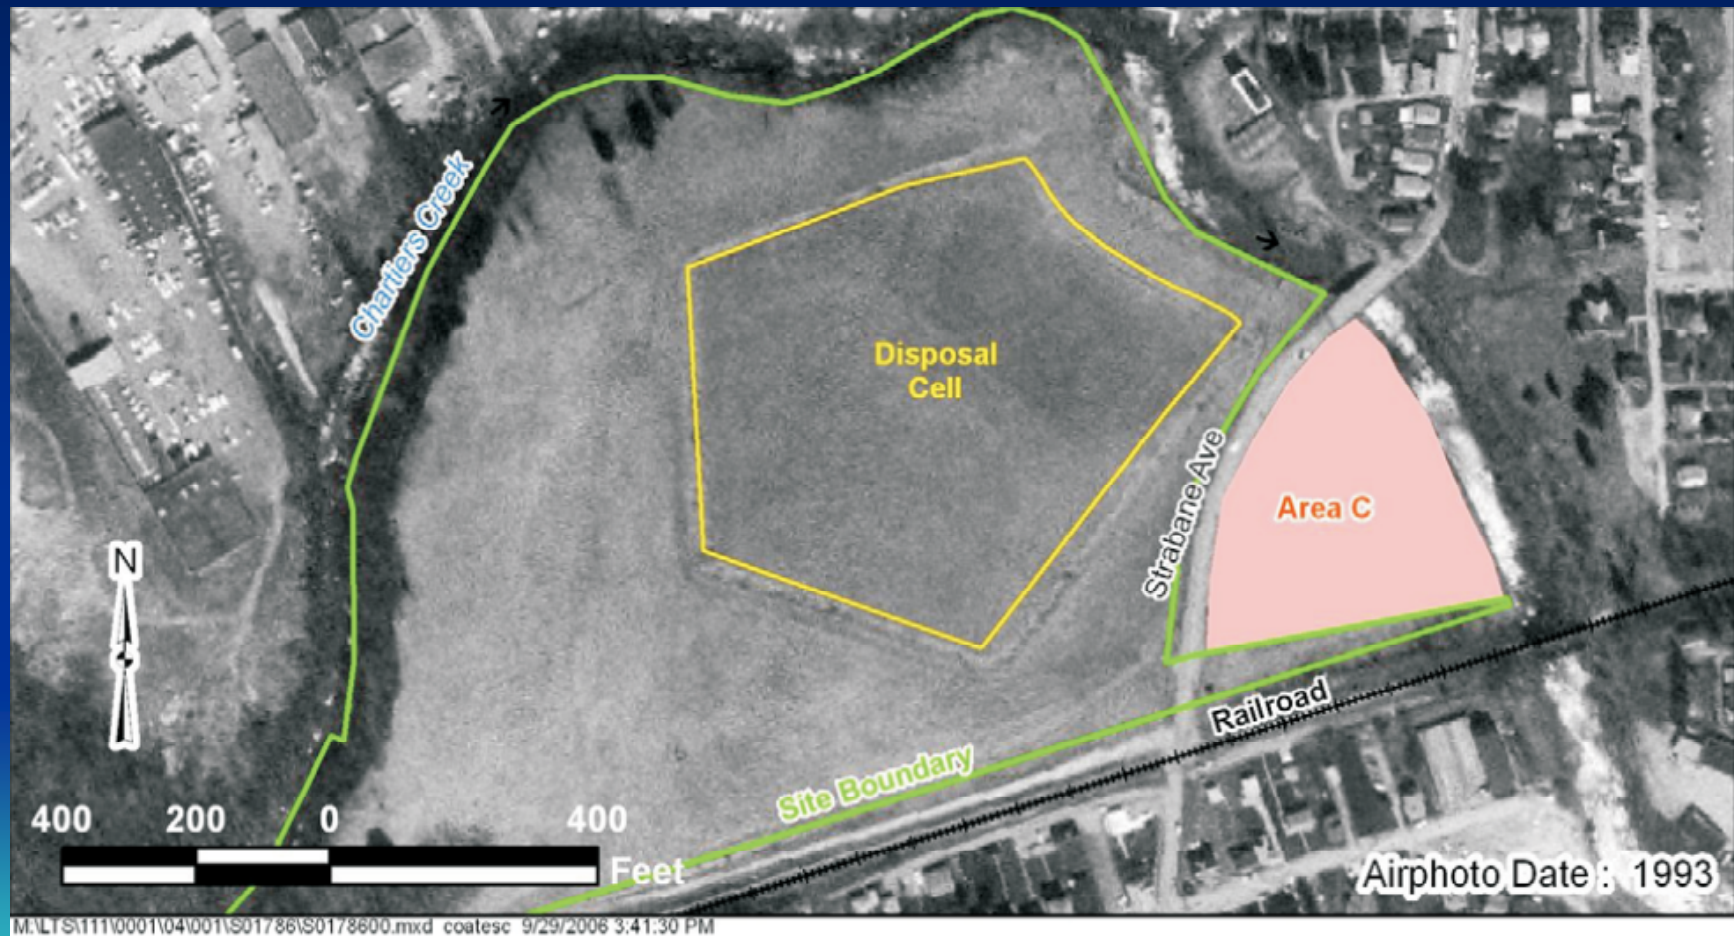 Chartiers Creek
Disposal
Cell
Strabane Ave
Area C
N
Railroad
Site Boundary
400 200 0 400
Feet
Airphoto Date : 1993
M:\LTS\111\0001\04\001\S01786\S0178600.mxd coatesc 9/29/2006 3:41:30 PM